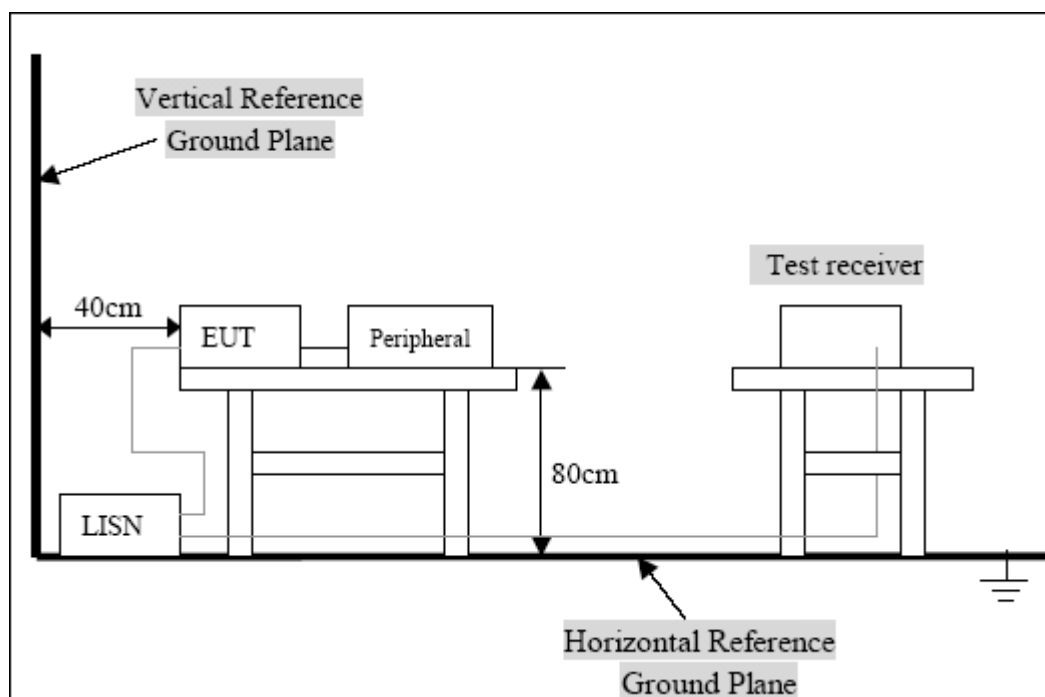 Vertical Reference
Ground Plane
Test receiver
40cm
EUT
Peripheral
80cm
LISN
Horizontal Reference
Ground Plane